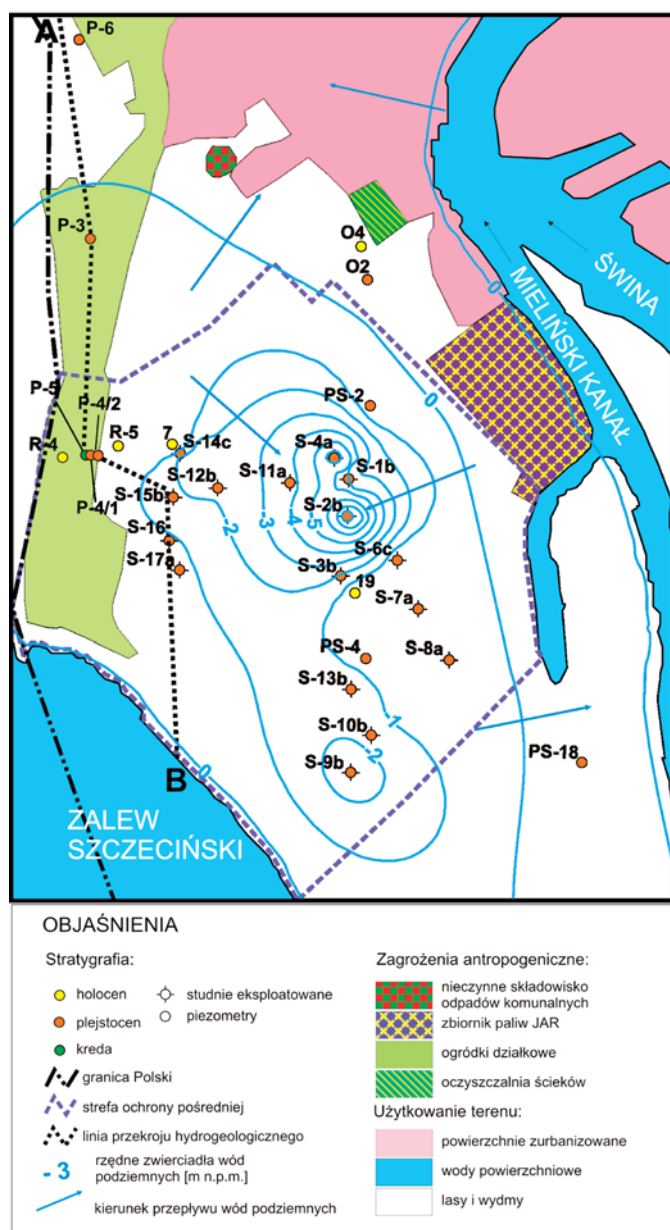 A
P-6
P-3
O4
O2
MIELIŃSKI KANAŁ
ŚWINA
0
0
0
P-5
P-4/2
R-4
R-5
7
S-14c
PS-2
S-4a
S-1b
S-11a
S-12b
S-15b
P-4/1
S-2b
-2
-3
-4
-5
S-16
S-17a
S-6c
S-3b
19
S-7a
PS-4
S-8a
S-13b
-1
S-10b
-2
S-9b
PS-18
B
0
0
ZALEW
SZCZECIŃSKI
OBJAŚNIENIA
Stratygrafia:
holocen
studnie eksploatowane
plejstocen
piezometry
kreda
granica Polski
strefa ochrony pośredniej
linia przekroju hydrogeologicznego
- 3
rzędne zwierciadła wód
podziemnych [m n.p.m.]
kierunek przepływu wód podziemnych
Zagrożenia antropogeniczne:
nieczynne składowisko
odpadów komunalnych
zbiornik paliw JAR
ogródki działkowe
oczyszczalnia ścieków
Użytkowanie terenu:
powierzchnie zurbanizowane
wody powierzchniowe
lasy i wydmy